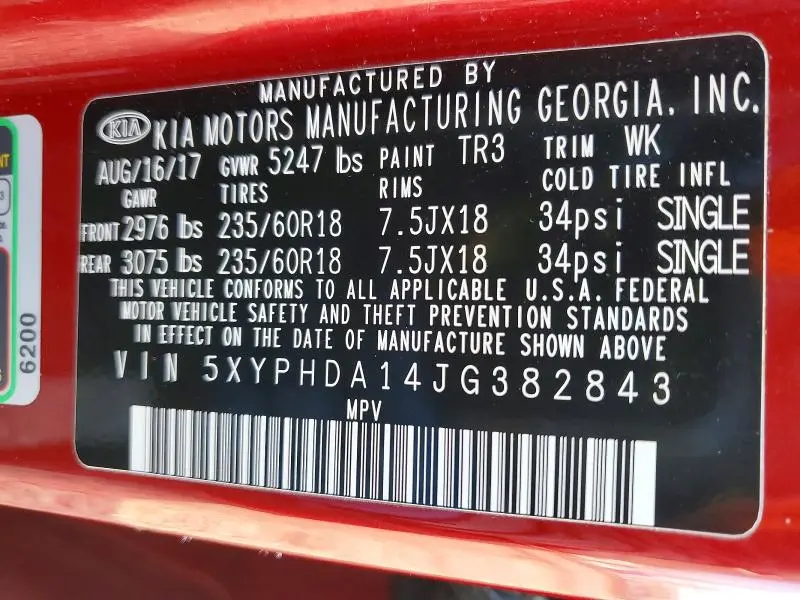 MANUFACTURED BY
KIA KIA MOTORS MANUFACTURING GEORGIA, INC.
AUG/16/17 GVWR 5247 lbs PAINT TR3 TRIM WK
GAWR TIRES RIMS COLD TIRE INFL
FRONT 2976 lbs 235/60R18 7.5JX18 34psi SINGLE
REAR 3075 lbs 235/60R18 7.5JX18 34psi SINGLE
THIS VEHICLE CONFORMS TO ALL APPLICABLE U.S.A. FEDERAL
MOTOR VEHICLE SAFETY AND THEFT PREVENTION STANDARDS
IN EFFECT ON THE DATE OF MANUFACTURE SHOWN ABOVE
VIN 5XYPHDA14JG382843
MPV
6200